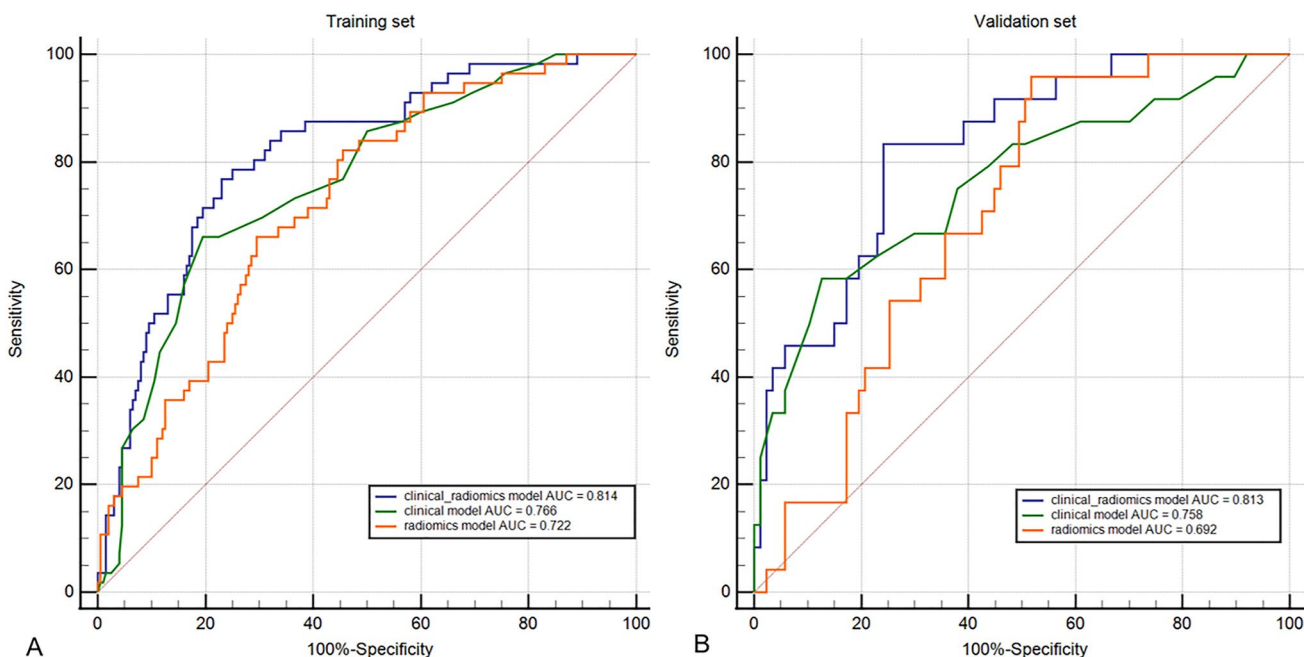 Training set
100
80
60
40
20
0
Sensitivity
clinical_radiomics model AUC = 0.814
clinical model AUC = 0.766
radiomics model AUC = 0.722
0 20 40 60 80 100
100%-Specificity
A
Validation set
100
80
60
40
20
0
Sensitivity
clinical_radiomics model AUC = 0.813
clinical model AUC = 0.758
radiomics model AUC = 0.692
0 20 40 60 80 100
100%-Specificity
B